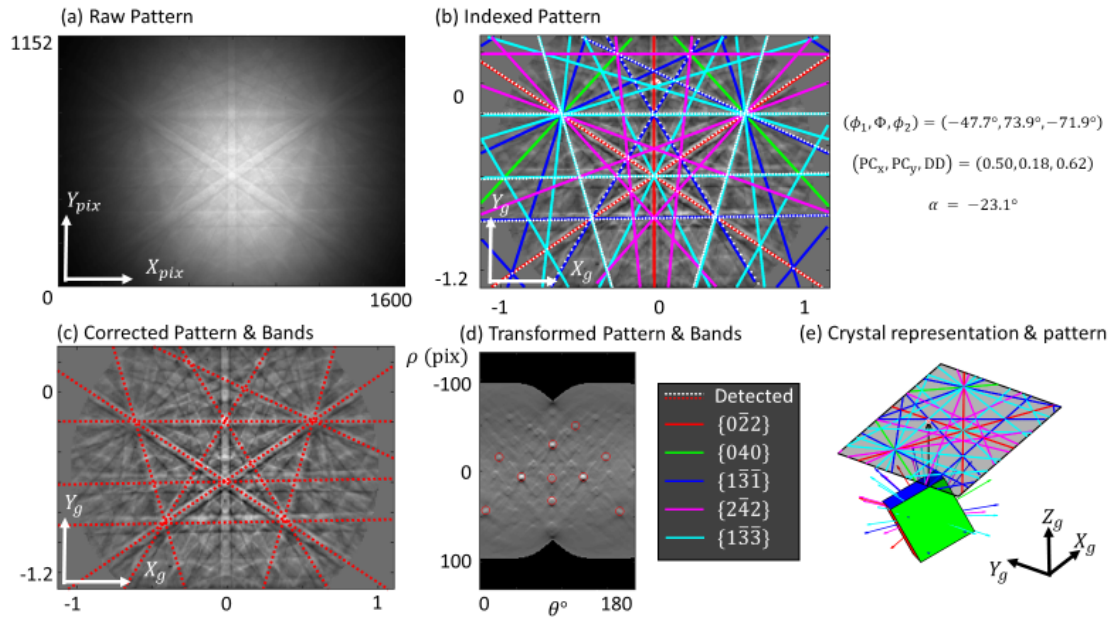 (a) Raw Pattern
1152
Y_pix
X_pix
0
1600
(b) Indexed Pattern
0
Y_g
X_g
-1.2
-1
0
1
(ϕ₁, Φ, ϕ₂) = (−47.7°, 73.9°, −71.9°)
(PCₓ, PC_y, DD) = (0.50, 0.18, 0.62)
α = −23.1°
(c) Corrected Pattern & Bands
0
Y_g
X_g
-1.2
-1
0
1
(d) Transformed Pattern & Bands
ρ (pix)
-100
0
100
0
θ°
180
Detected
{02̄2}
{040}
{13̄1}
{24̄2}
{13̄3̄}
(e) Crystal representation & pattern
Z_g
X_g
Y_g